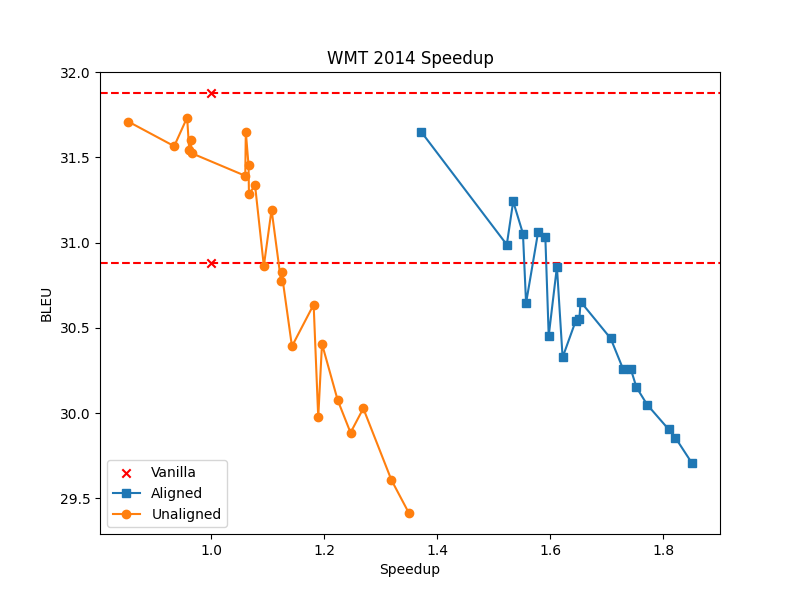 WMT 2014 Speedup
32.0
31.5
31.0
30.5
30.0
29.5
BLEU
Vanilla
Aligned
Unaligned
1.0 1.2 1.4 1.6 1.8
Speedup